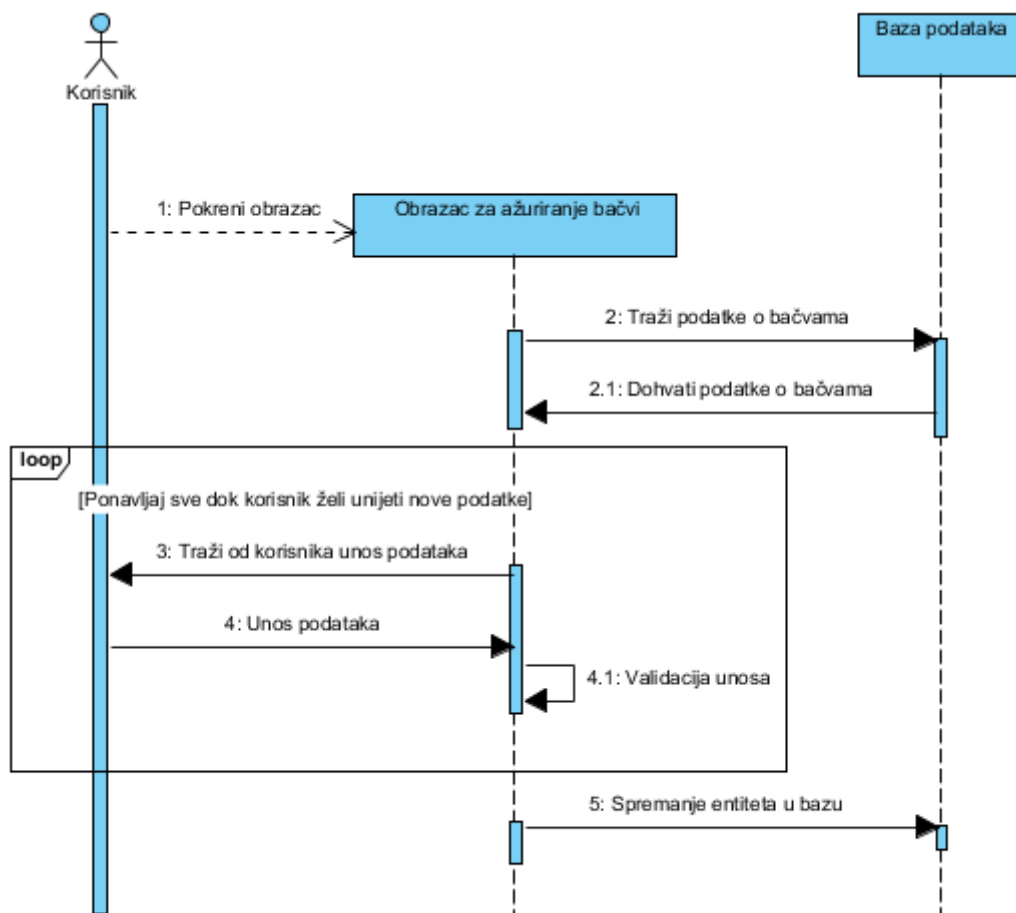 Baza podataka
Korisnik
1: Pokreni obrazac
Obrazac za ažuriranje bačvi
2: Traži podatke o bačvama
2.1: Dohvati podatke o bačvama
loop
[Ponavljaj sve dok korisnik želi unijeti nove podatke]
3: Traži od korisnika unos podataka
4: Unos podataka
4.1: Validacija unosa
5: Spremanje entiteta u bazu